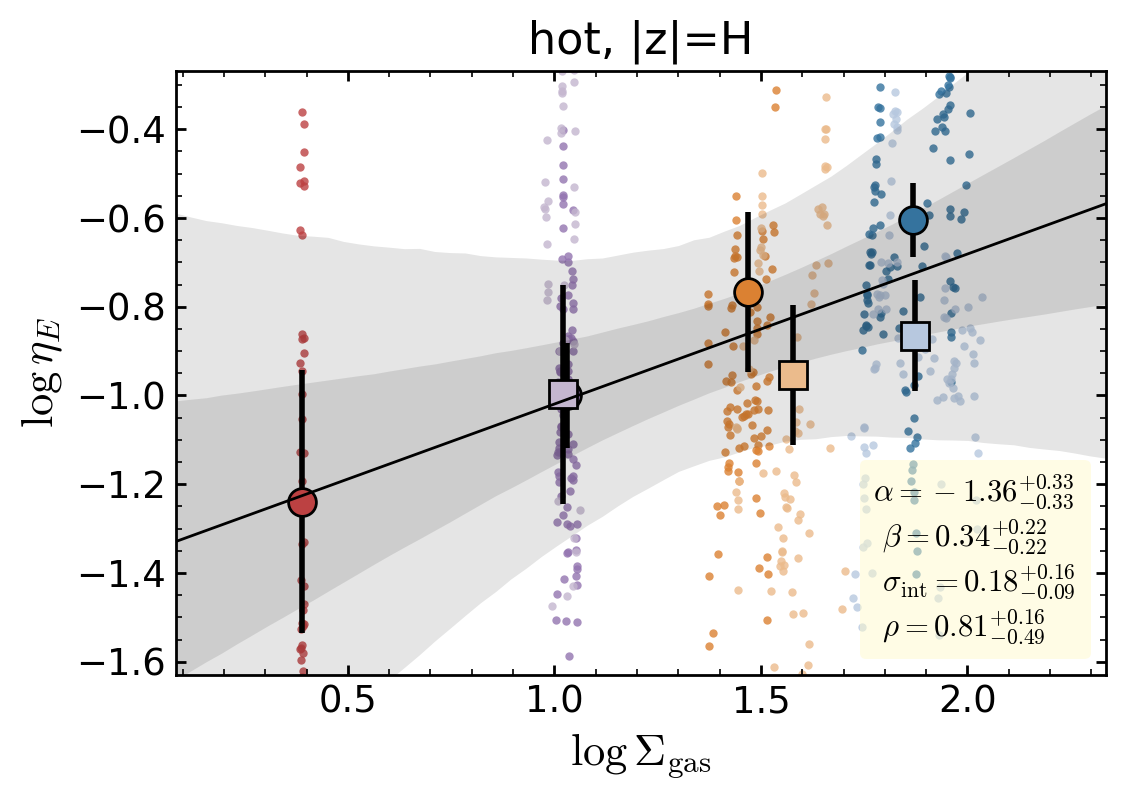 hot, |z|=H
−0.4
−0.6
−0.8
−1.0
−1.2
−1.4
−1.6
log η_E
α = −1.36^{+0.33}_{−0.33}
β = 0.34^{+0.22}_{−0.22}
σ_int = 0.18^{+0.16}_{−0.09}
ρ = 0.81^{+0.16}_{−0.49}
0.5 1.0 1.5 2.0
log Σ_gas